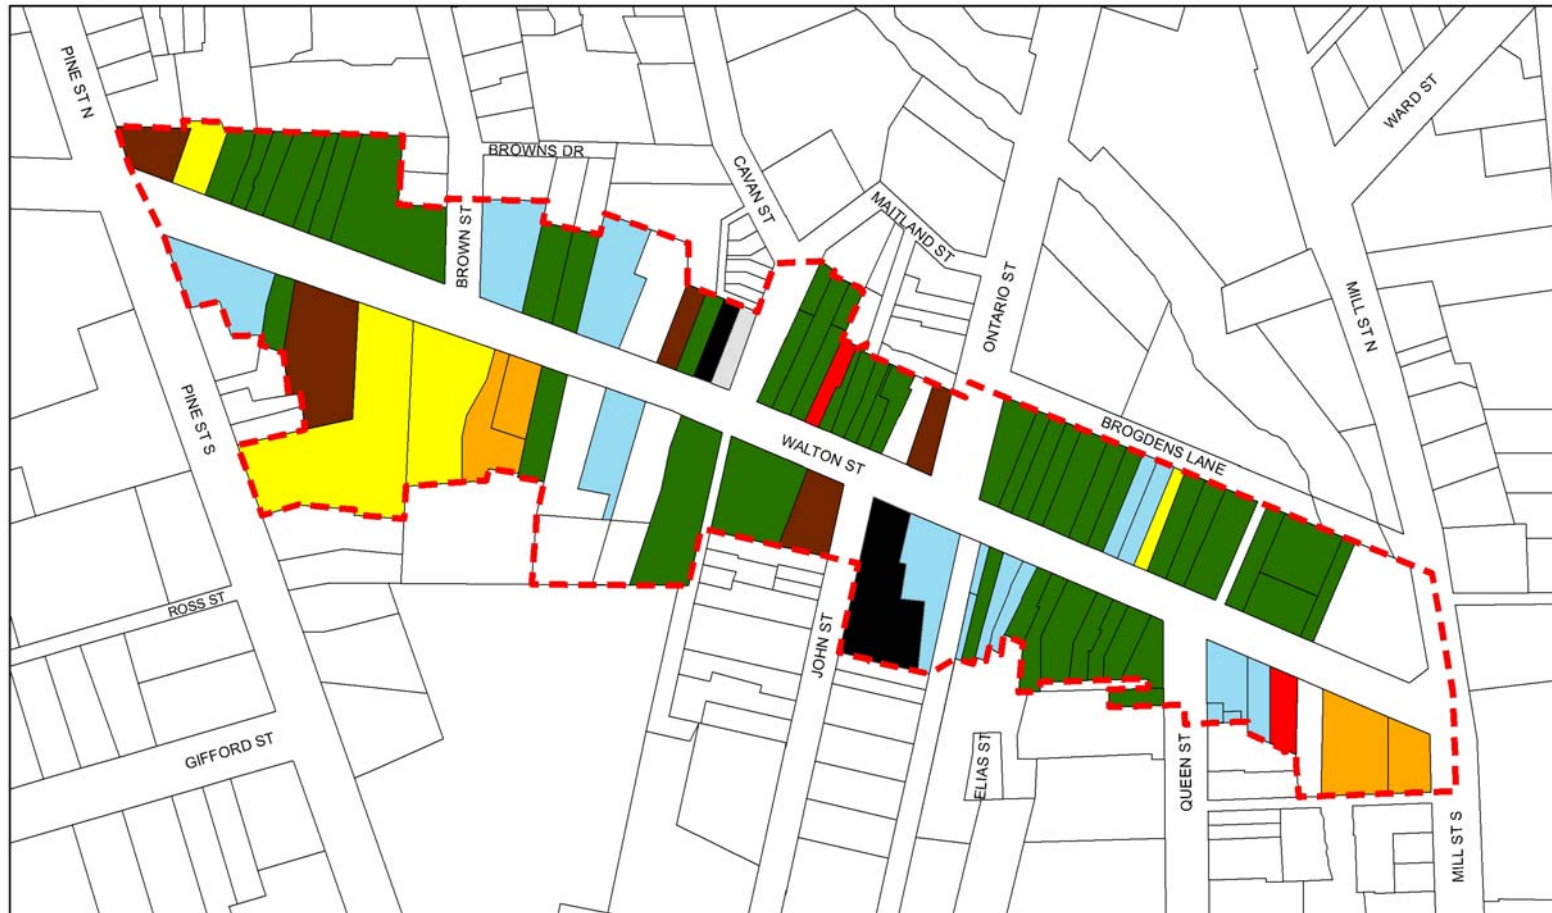 PINE ST N
WARD ST
BROWNS DR
CAVAN ST
MAITLAND ST
BROWN ST
ONTARIO ST
MILL ST N
PINE ST S
WALTON ST
BROGDENS LANE
ROSS ST
JOHN ST
GIFFORD ST
ELIAS ST
QUEEN ST
MILL ST S